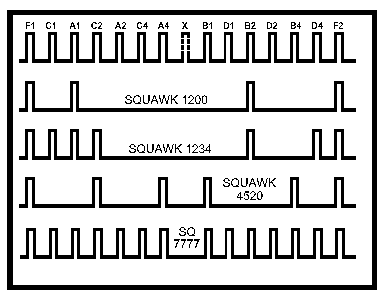 F1 C1 A1 C2 A2 C4 A4 X B1 D1 B2 D2 B4 D4 F2
SQUAWK 1200
SQUAWK 1234
SQUAWK
4520
SQ
7777